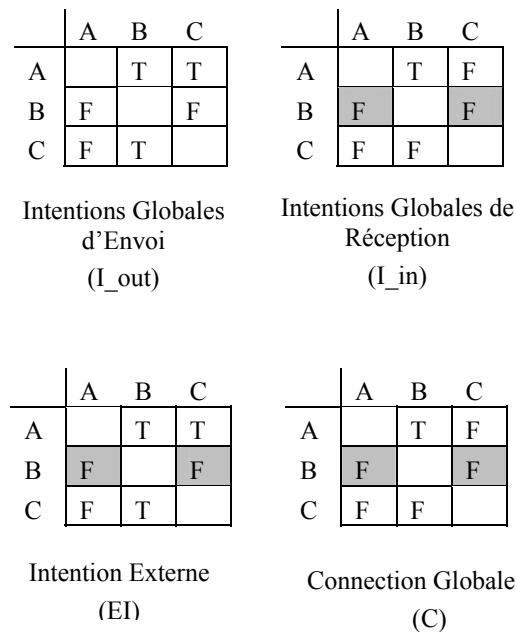 A B C
A T T
B F F
C F T
Intentions Globales
d'Envoi
(I_out)
A B C
A T F
B F F
C F F
Intentions Globales de
Réception
(I_in)
A B C
A T T
B F F
C F T
Intention Externe
(EI)
A B C
A T F
B F F
C F F
Connection Globale
(C)